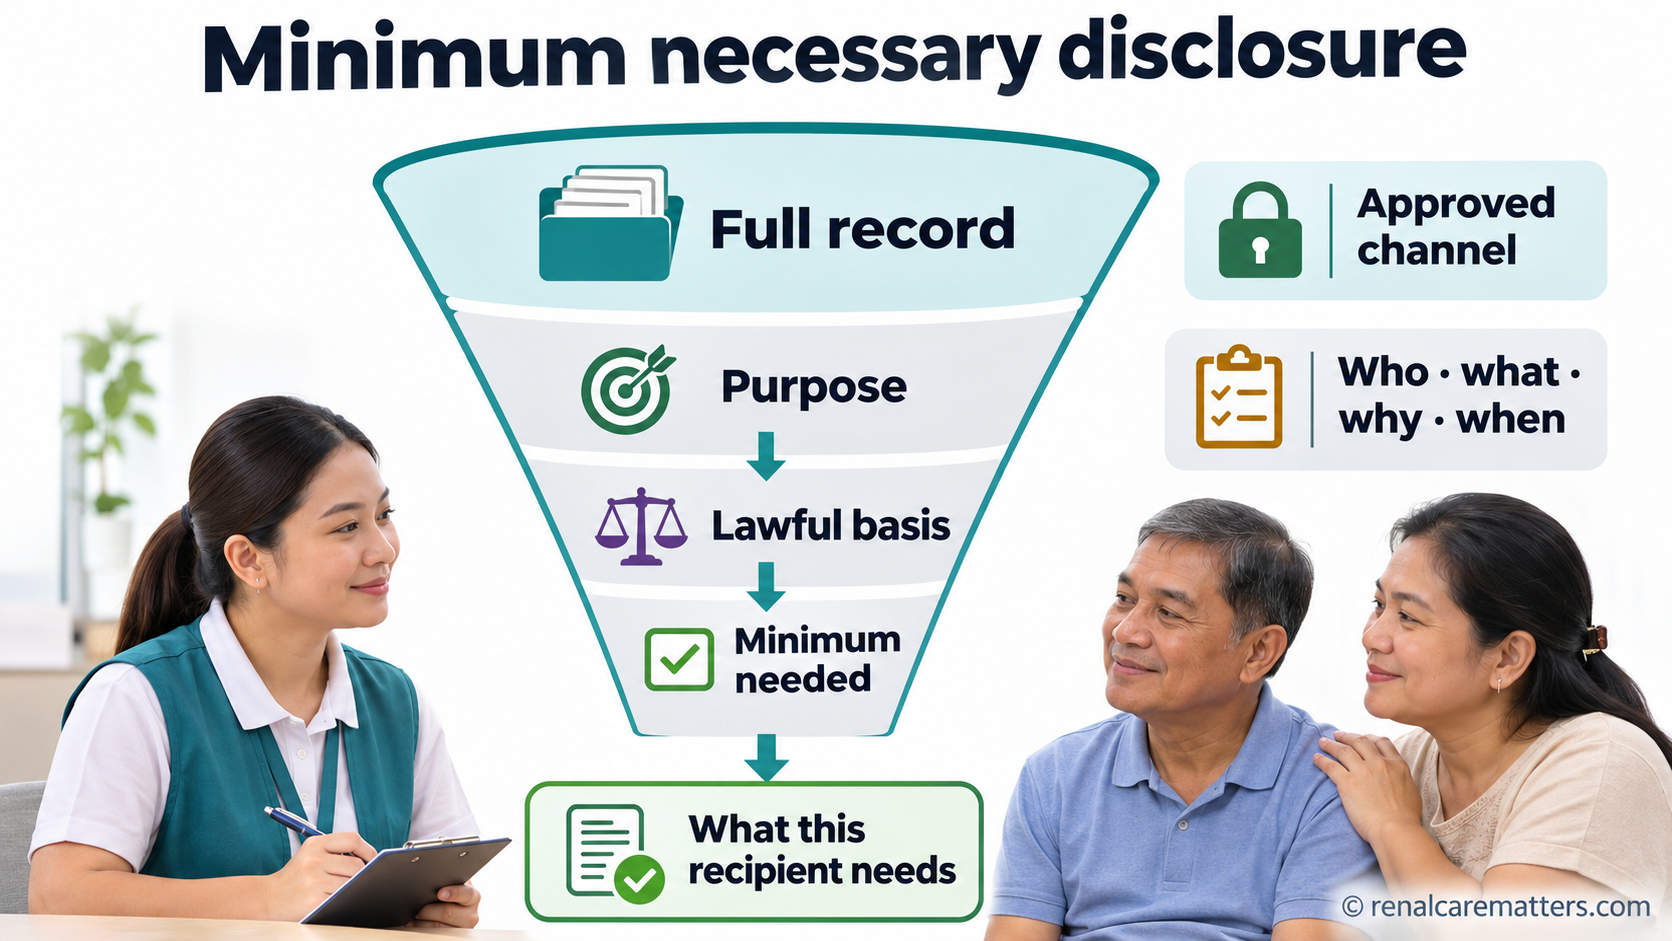 Minimum necessary disclosure
Full record
Purpose
Lawful basis
Minimum
needed
What this
recipient needs
Approved
channel
Who · what ·
why · when
© renalcarematters.com